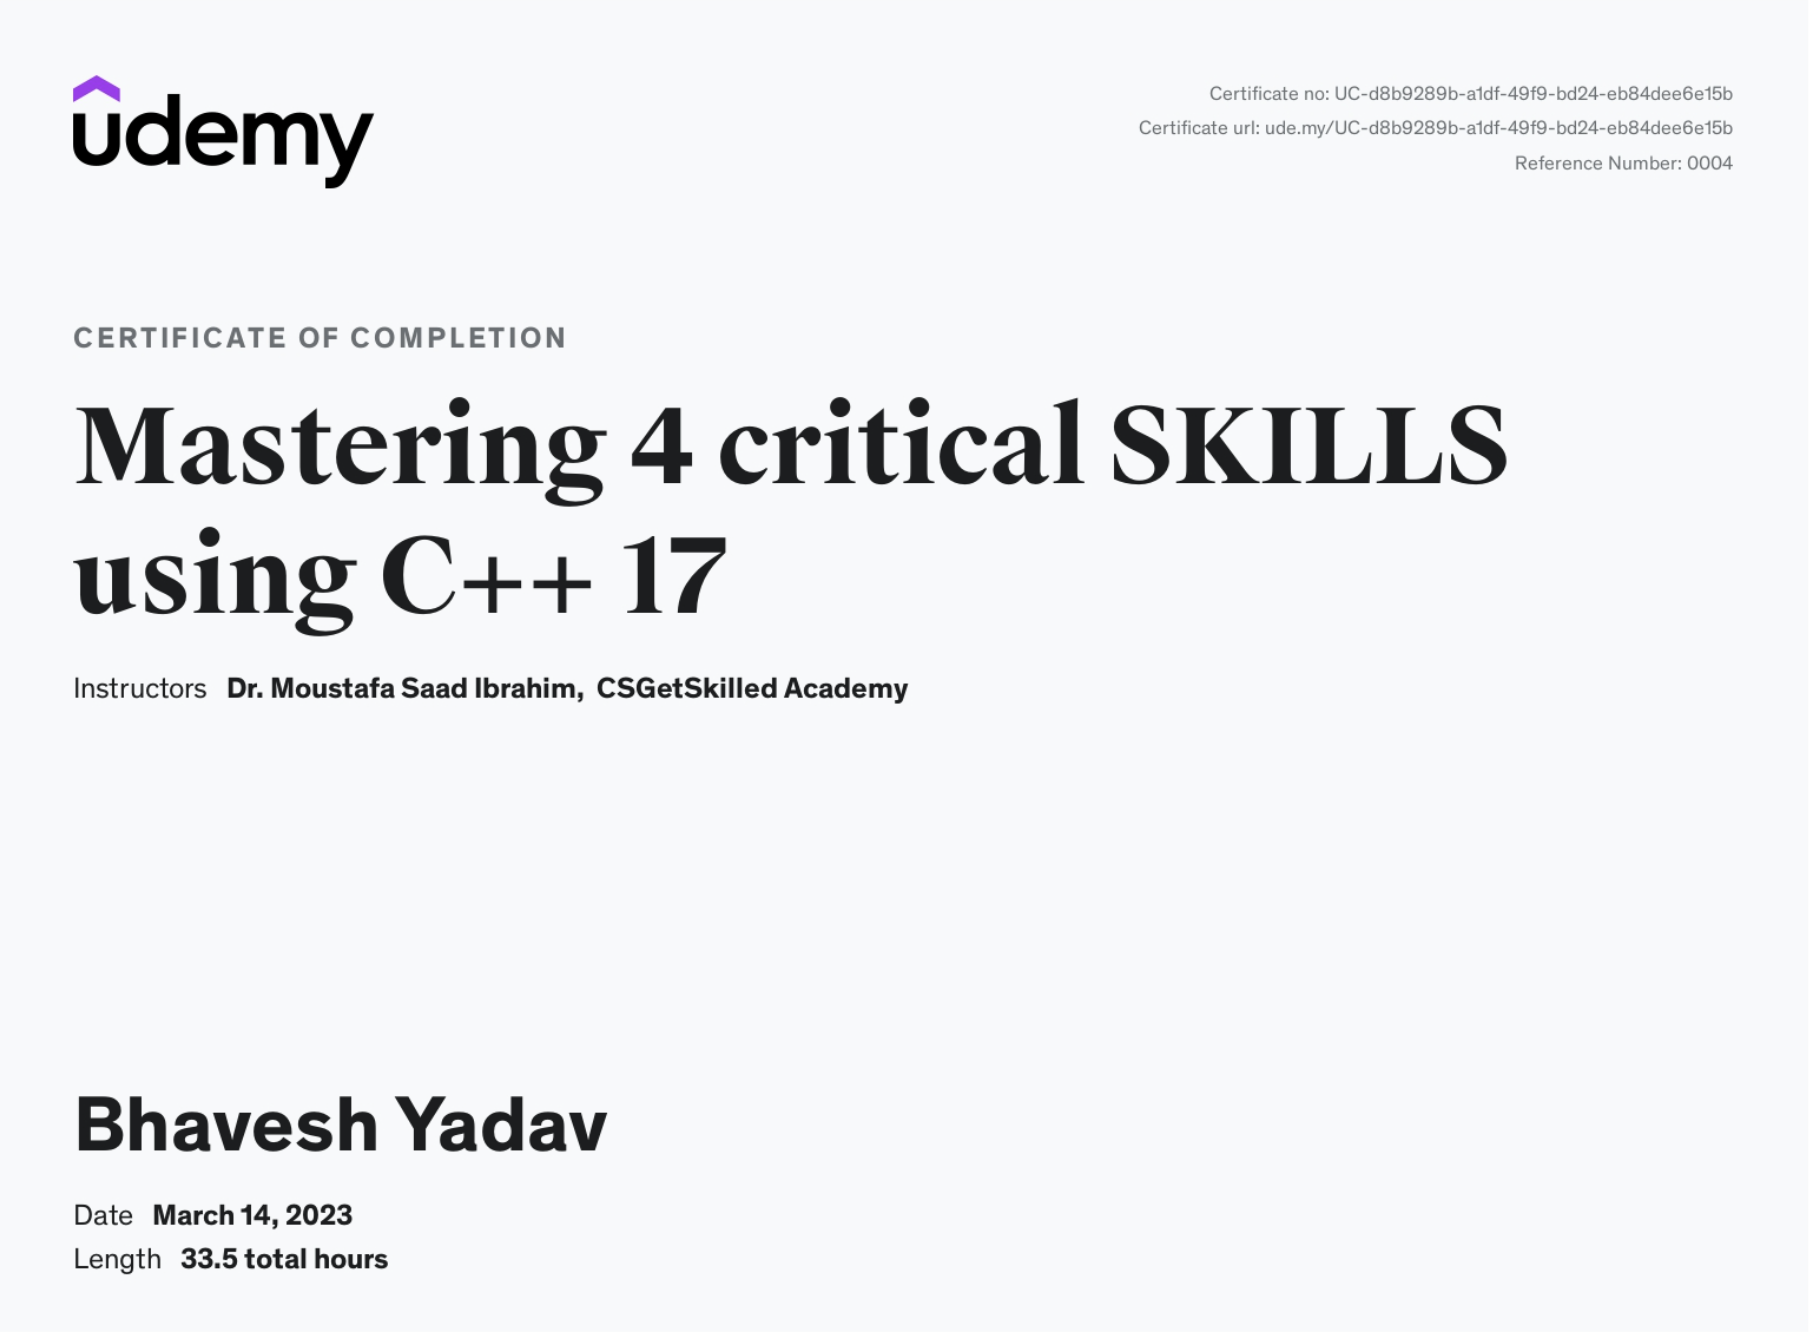 udemy
Certificate no: UC-d8b9289b-a1df-49f9-bd24-eb84dee6e15b
Certificate url: ude.my/UC-d8b9289b-a1df-49f9-bd24-eb84dee6e15b
Reference Number: 0004
CERTIFICATE OF COMPLETION
Mastering 4 critical SKILLS
using C++ 17
Instructors Dr. Moustafa Saad Ibrahim, CSGetSkilled Academy
Bhavesh Yadav
Date March 14, 2023
Length 33.5 total hours